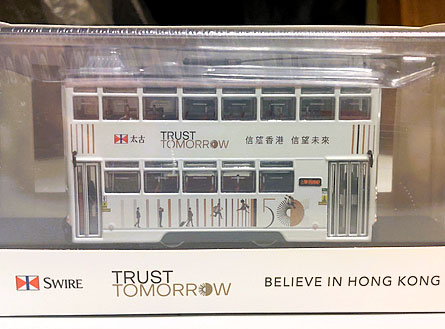 太古 TRUST TOMORROW 信望香港 信望未來
150
SWIRE TRUST TOMORROW BELIEVE IN HONG KONG